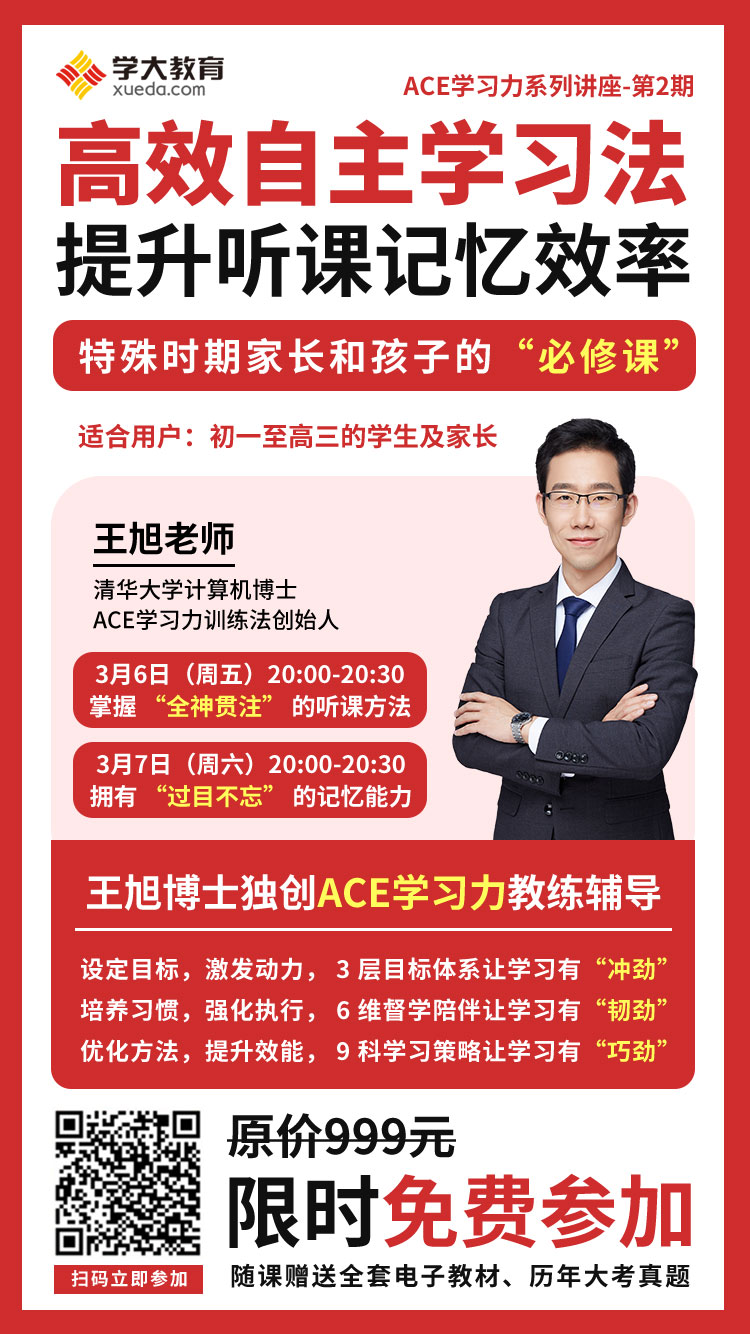 学大教育
xueda.com
ACE学习力系列讲座-第2期
高效自主学习法
提升听课记忆效率
特殊时期家长和孩子的“必修课”
适合用户：初一至高三的学生及家长
王旭老师
清华大学计算机博士
ACE学习力训练法创始人
3月6日（周五）20:00-20:30
掌握“全神贯注”的听课方法
3月7日（周六）20:00-20:30
拥有“过目不忘”的记忆能力
王旭博士独创ACE学习力教练辅导
设定目标，激发动力，3层目标体系让学习有“冲劲”
培养习惯，强化执行，6维督学陪伴让学习有“韧劲”
优化方法，提升效能，9科学习策略让学习有“巧劲”
原价999元
限时免费参加
扫码立即参加
随课赠送全套电子教材、历年大考真题